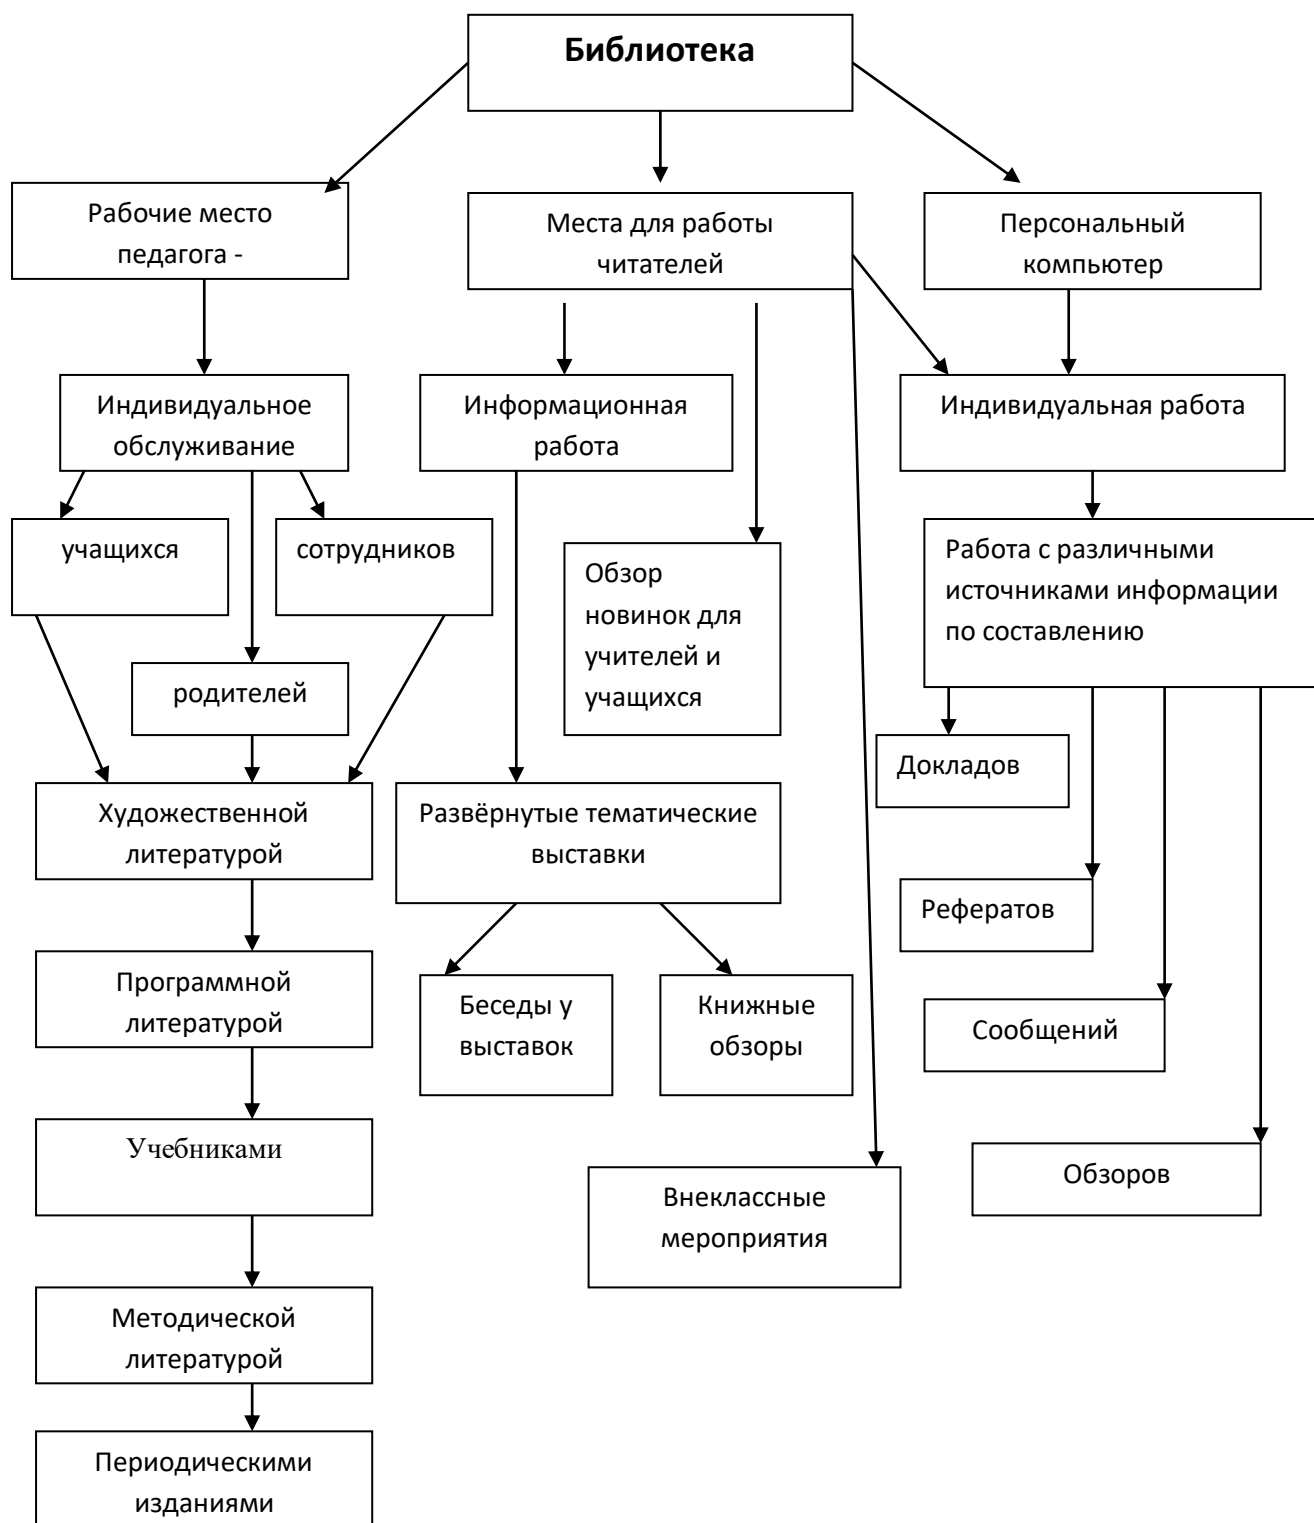 Библиотека
Рабочие место
педагога -
Места для работы
читателей
Персональный
компьютер
Индивидуальное
обслуживание
Информационная
работа
Индивидуальная работа
учащихся
сотрудников
Обзор
новинок для
учителей и
учащихся
Работа с различными
источниками информации
по составлению
родителей
Докладов
Художественной
литературой
Развёрнутые тематические
выставки
Рефератов
Программной
литературой
Беседы у
выставок
Книжные
обзоры
Сообщений
Учебниками
Внеклассные
мероприятия
Обзоров
Методической
литературой
Периодическими
изданиями